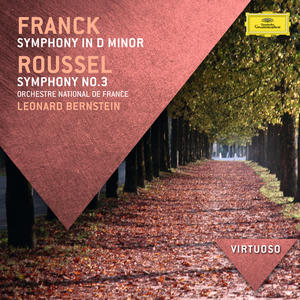 FRANCK
SYMPHONY IN D MINOR
ROUSSEL
SYMPHONY NO.3
ORCHESTRE NATIONAL DE FRANCE
LEONARD BERNSTEIN
Deutsche
Grammophon
VIRTUOSO